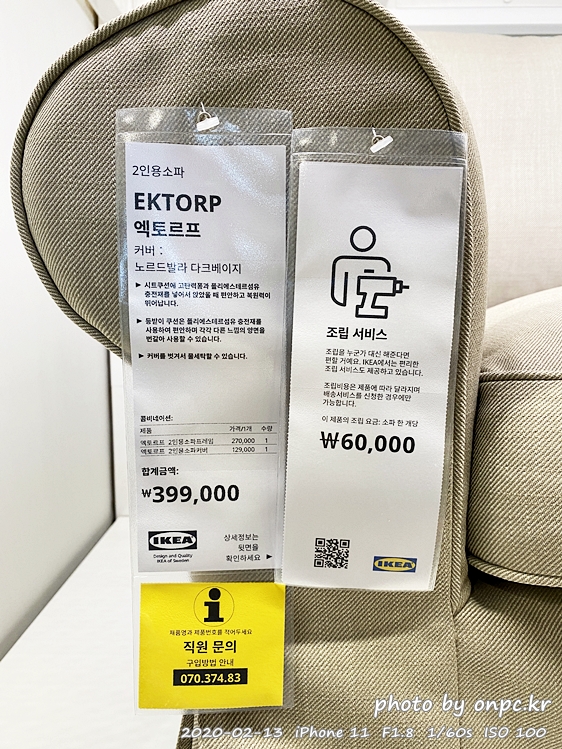 2인용소파
EKTORP
엑토르프
커버 :
노르드발라 다크베이지
▶ 시트쿠션에 고탄력폼과 폴리에스테르섬유
충전재를 넣어서 앉았을 때 편안하고 복원력이
뛰어납니다.
▶ 등받이 쿠션은 폴리에스테르섬유 충전재를
사용하여 편안하며 각각 다른 느낌의 양면을
번갈아 사용할 수 있습니다.
▶ 커버를 벗겨서 물세탁할 수 있습니다.
콤비네이션:
제품 가격/1개 수량
엑토르프 2인용소파프레임 270,000 1
엑토르프 2인용소파커버 129,000 1
합계금액:
₩399,000
IKEA
Design and Quality
IKEA of Sweden
상세정보는
뒷면을
확인하세요 ▶
조립 서비스
조립을 누군가 대신 해준다면
편할 거예요. IKEA에서는 편리한
조립 서비스도 제공하고 있습니다.
조립비용은 제품에 따라 달라지며
배송서비스를 신청한 경우에만
가능합니다.
이 제품의 조립 요금: 소파 한 개당
₩60,000
IKEA
i
제품명과 제품번호를 적어두세요
직원 문의
구입방법 안내
070.374.83
photo by onpc.kr
2020-02-13 iPhone 11 F1.8 1/60s ISO 100